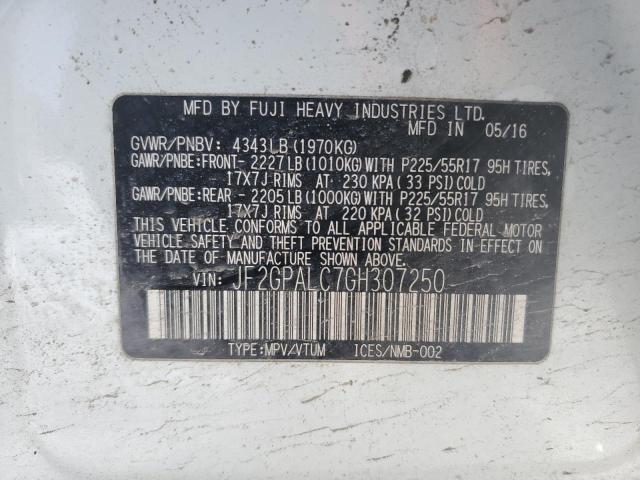 MFD BY FUJI HEAVY INDUSTRIES LTD.
MFD IN 05/16
GVWR/PNBV: 4343LB (1970KG)
GAWR/PNBE:FRONT- 2227LB(1010KG)WITH P225/55R17 95H TIRES,
17X7J RIMS AT 230 KPA( 33 PSI)COLD
GAWR/PNBE:REAR - 2205LB(1000KG)WITH P225/55R17 95H TIRES,
17X7J RIMS AT 220 KPA( 32 PSI)COLD
THIS VEHICLE CONFORMS TO ALL APPLICABLE FEDERAL MOTOR
VEHICLE SAFETY AND THEFT PREVENTION STANDARDS IN EFFECT ON
THE DATE OF MANUFACTURE SHOWN ABOVE.
VIN: JF2GPALC7GH307250
TYPE:MPV/VTUM ICES/NMB-002